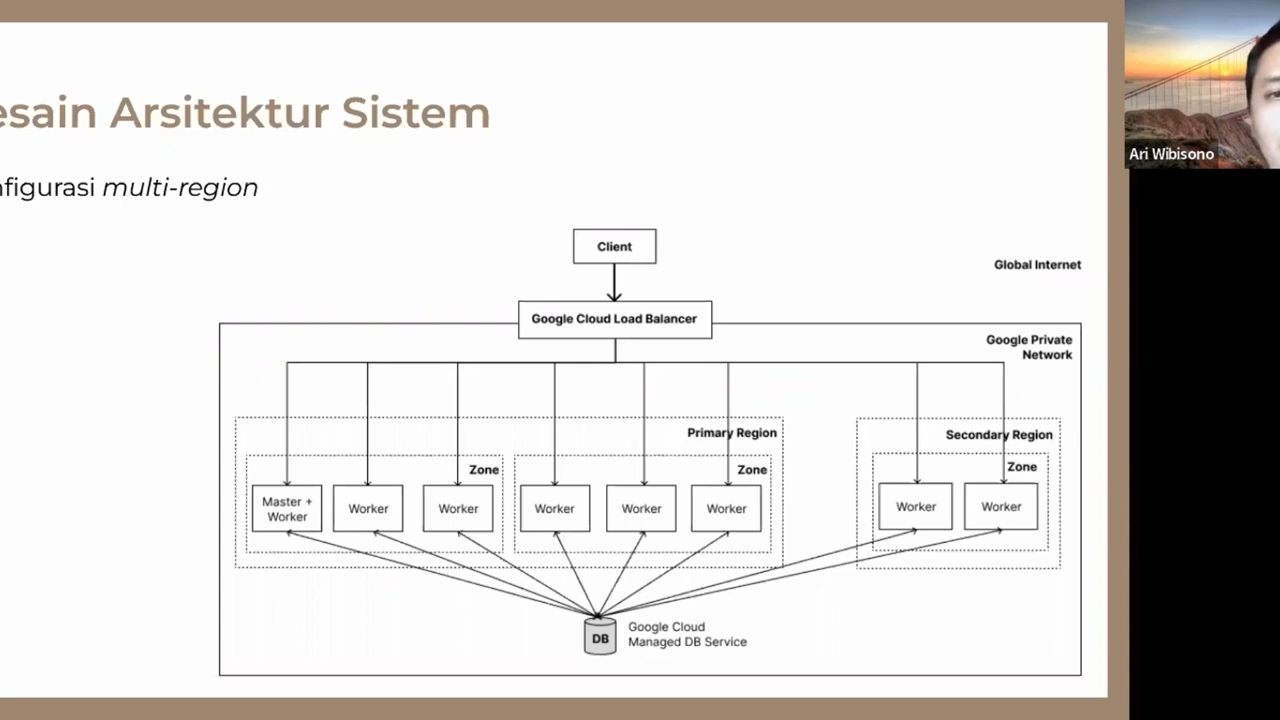 esain Arsitektur Sistem
nfigurasi multi-region
Client
Global Internet
Google Cloud Load Balancer
Google Private
Network
Primary Region
Secondary Region
Zone
Zone
Zone
Master +
Worker
Worker
Worker
Worker
Worker
Worker
Worker
Worker
DB
Google Cloud
Managed DB Service
Ari Wibisono